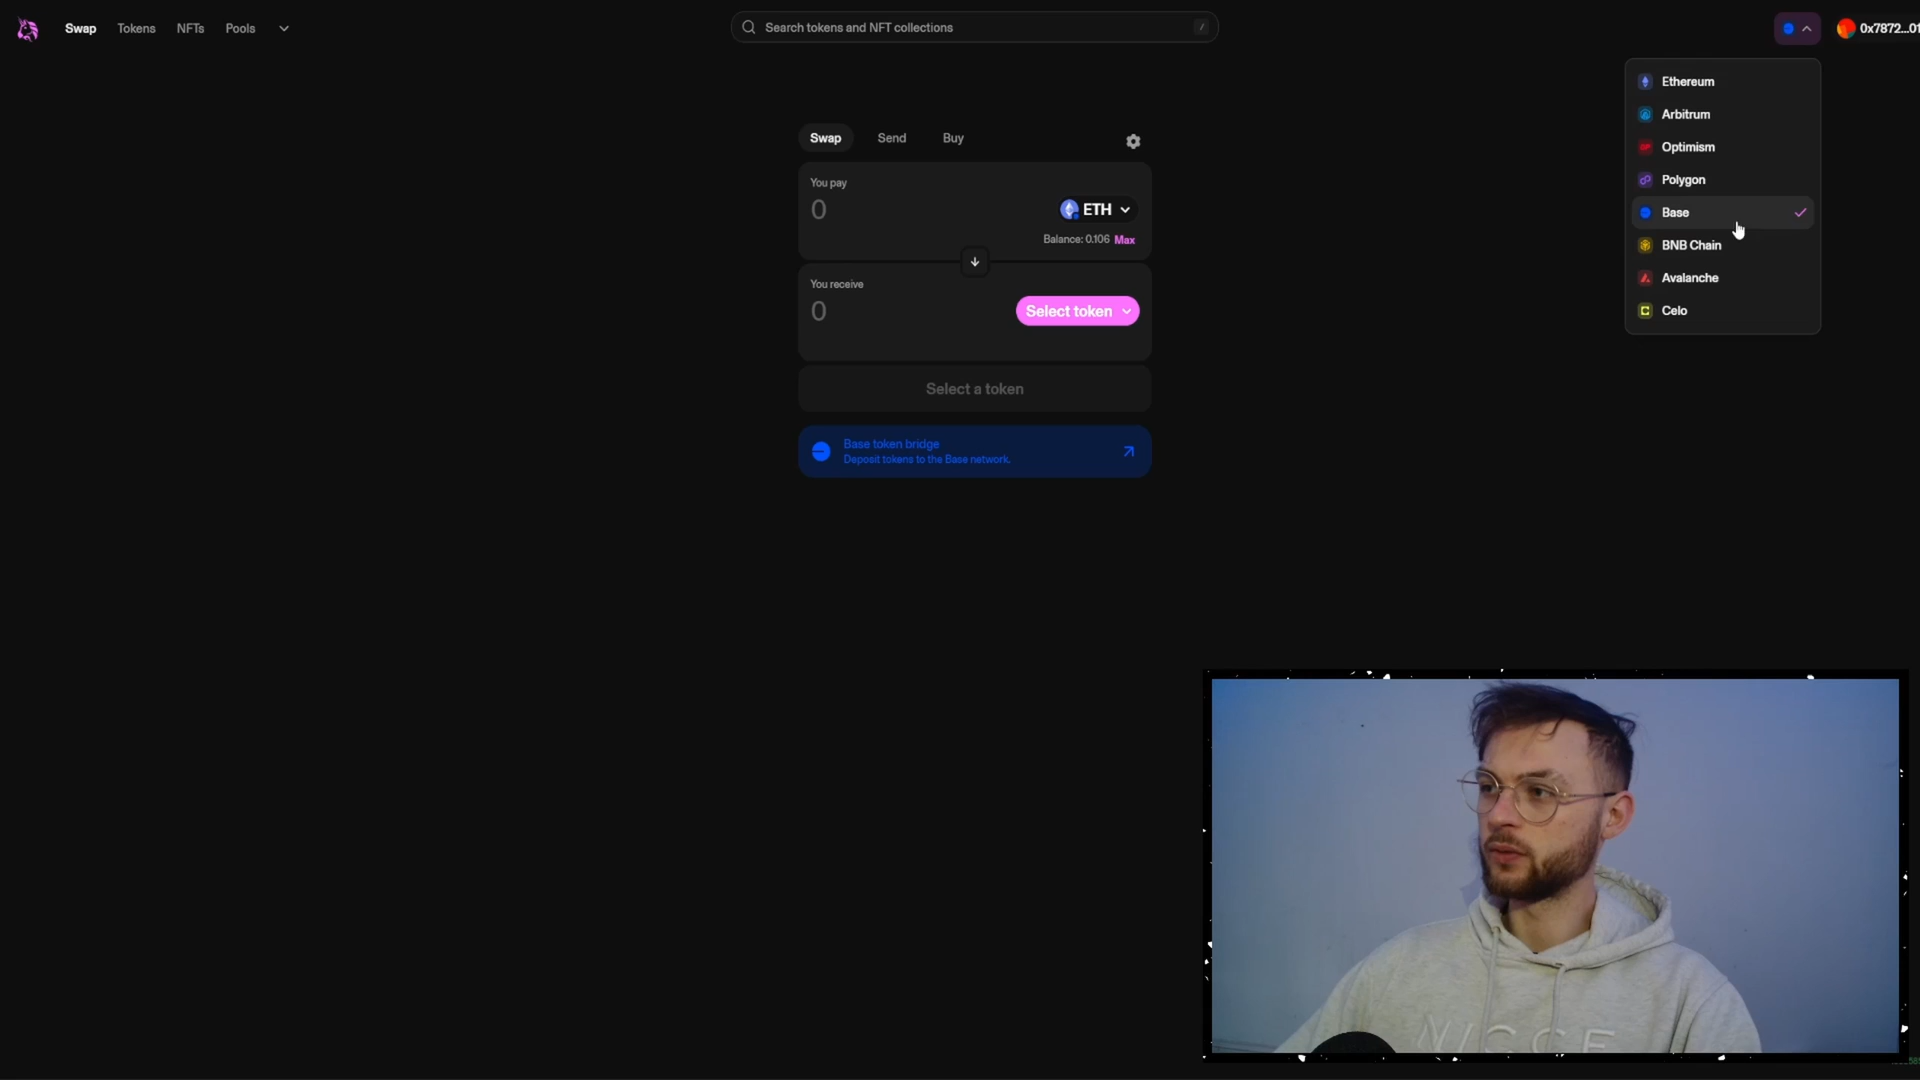 Swap
Tokens
NFTs
Pools
Search tokens and NFT collections
/
0x7872...01
Ethereum
Arbitrum
OP
Optimism
Polygon
Base
BNB Chain
Avalanche
Celo
Swap
Send
Buy
You pay
0
ETH
Balance: 0.106 Max
You receive
0
Select token
Select a token
Base token bridge
Deposit tokens to the Base network.
NICCE